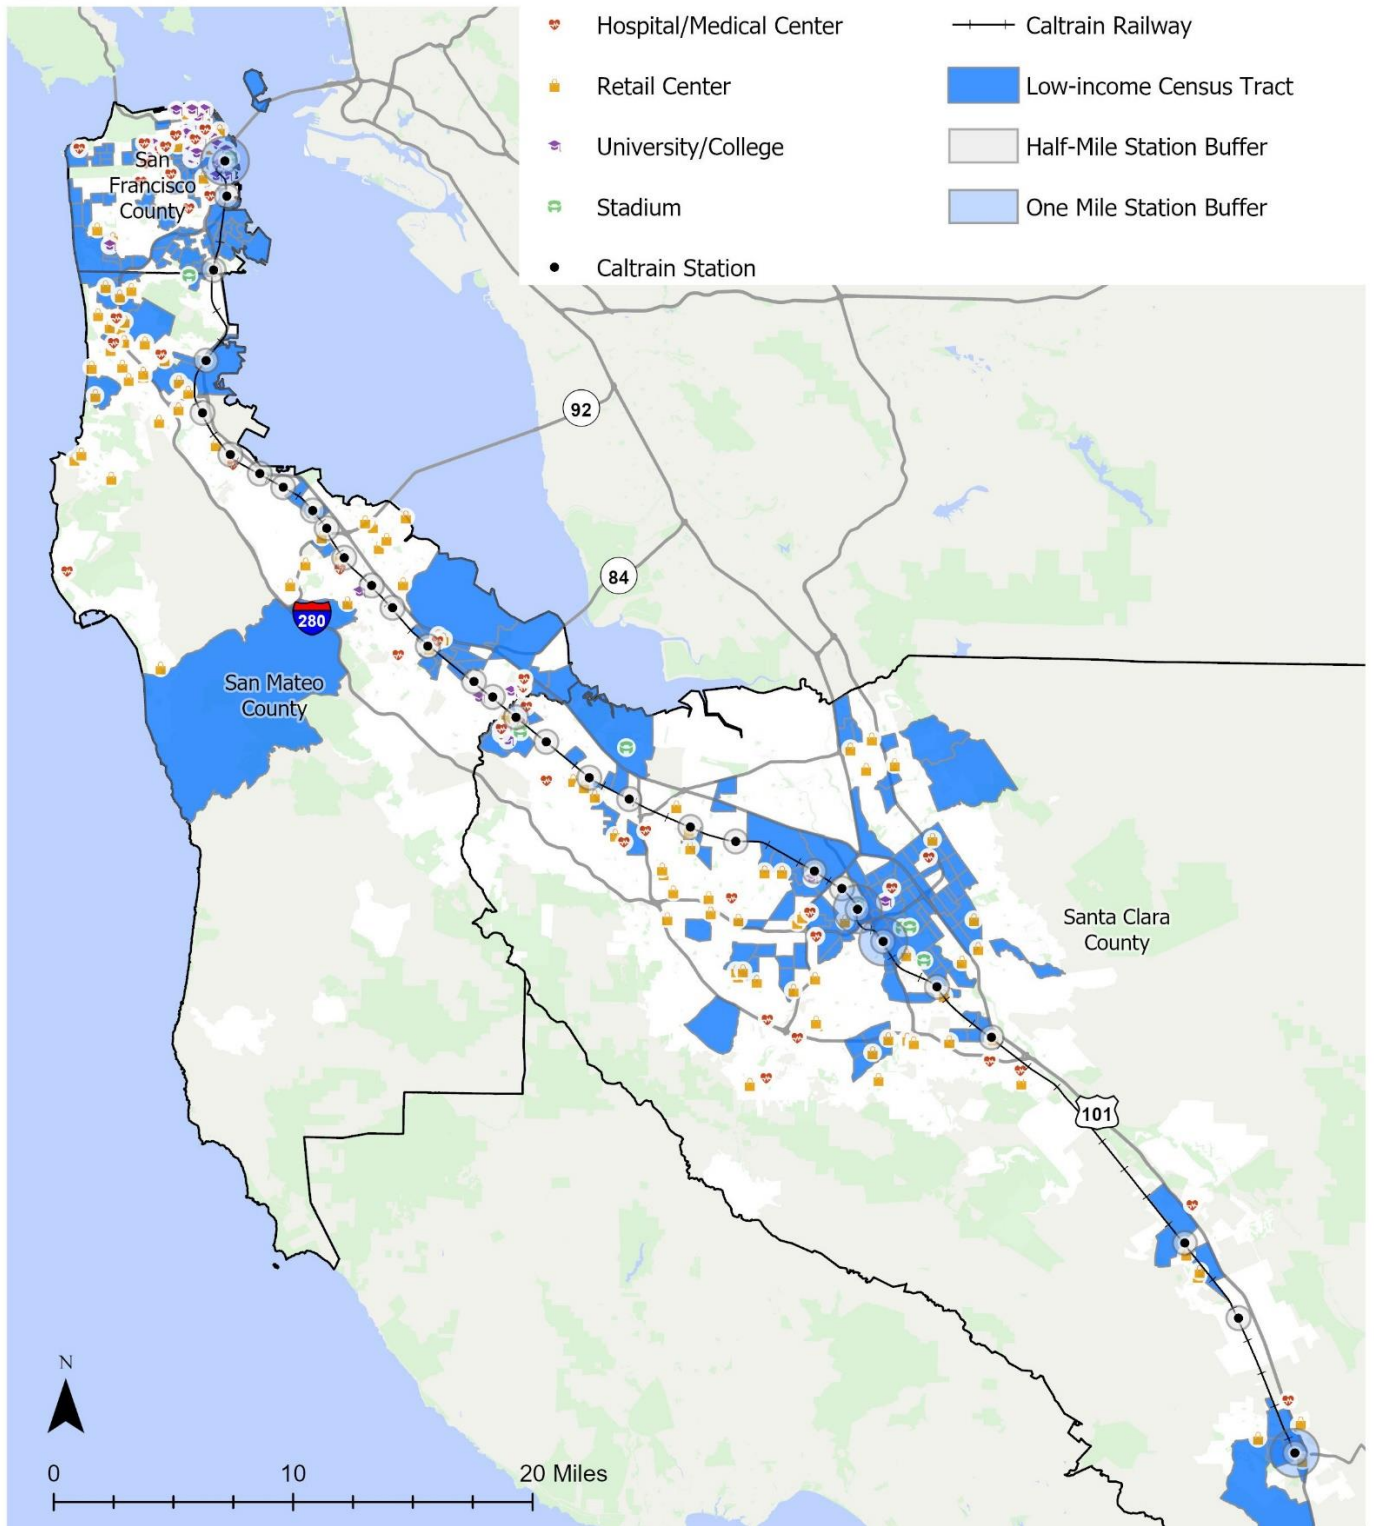 Hospital/Medical Center
Retail Center
University/College
Stadium
Caltrain Station
Caltrain Railway
Low-income Census Tract
Half-Mile Station Buffer
One Mile Station Buffer
San
Francisco
County
92
84
280
San Mateo
County
Santa Clara
County
101
N
0 10 20 Miles